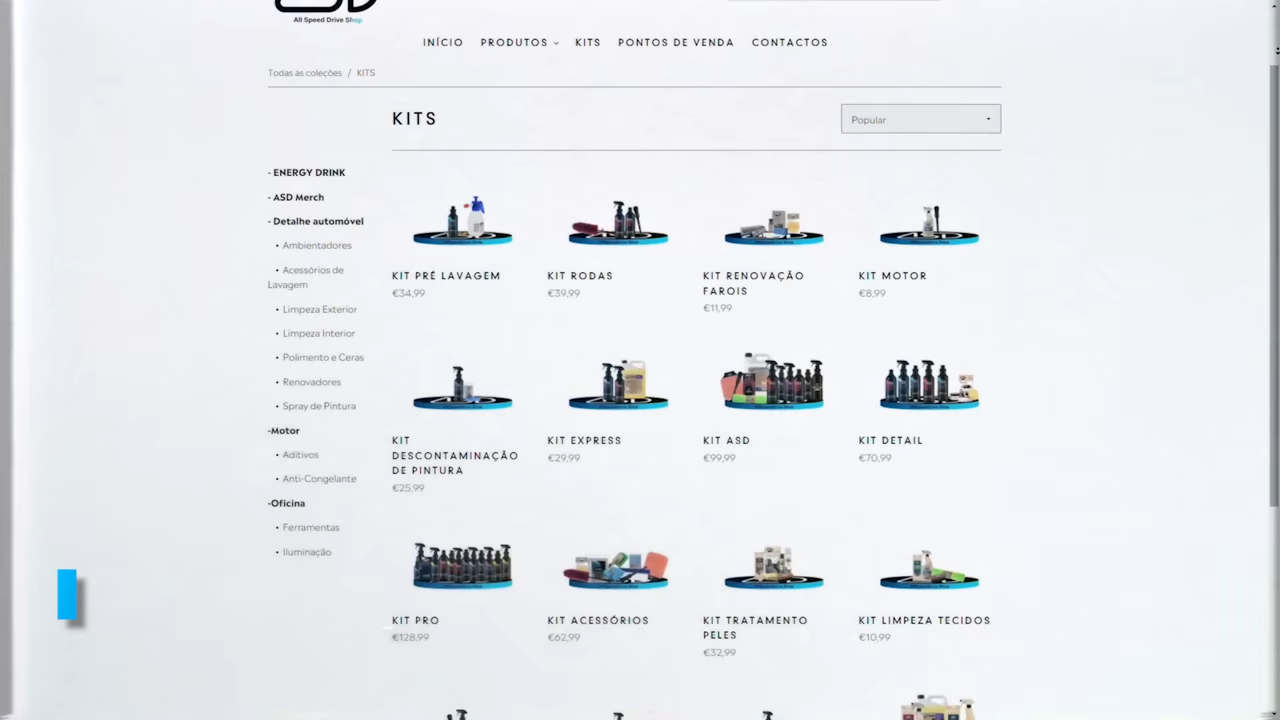 All Speed Drive Shop
INÍCIO PRODUTOS KITS PONTOS DE VENDA CONTACTOS
Todas as coleções / KITS
KITS
Popular
- ENERGY DRINK
- ASD Merch
- Detalhe automóvel
• Ambientadores
• Acessórios de
Lavagem
• Limpeza Exterior
• Limpeza Interior
• Polimento e Ceras
• Renovadores
• Spray de Pintura
-Motor
• Aditivos
• Anti-Congelante
-Oficina
• Ferramentas
• Iluminação
KIT PRÉ LAVAGEM
€34,99
KIT RODAS
€39,99
KIT RENOVAÇÃO
FAROIS
€11,99
KIT MOTOR
€8,99
KIT
DESCONTAMINAÇÃO
DE PINTURA
€25,99
KIT EXPRESS
€29,99
KIT ASD
€99,99
KIT DETAIL
€70,99
KIT PRO
€128,99
KIT ACESSÓRIOS
€62,99
KIT TRATAMENTO
PELES
€32,99
KIT LIMPEZA TECIDOS
€10,99